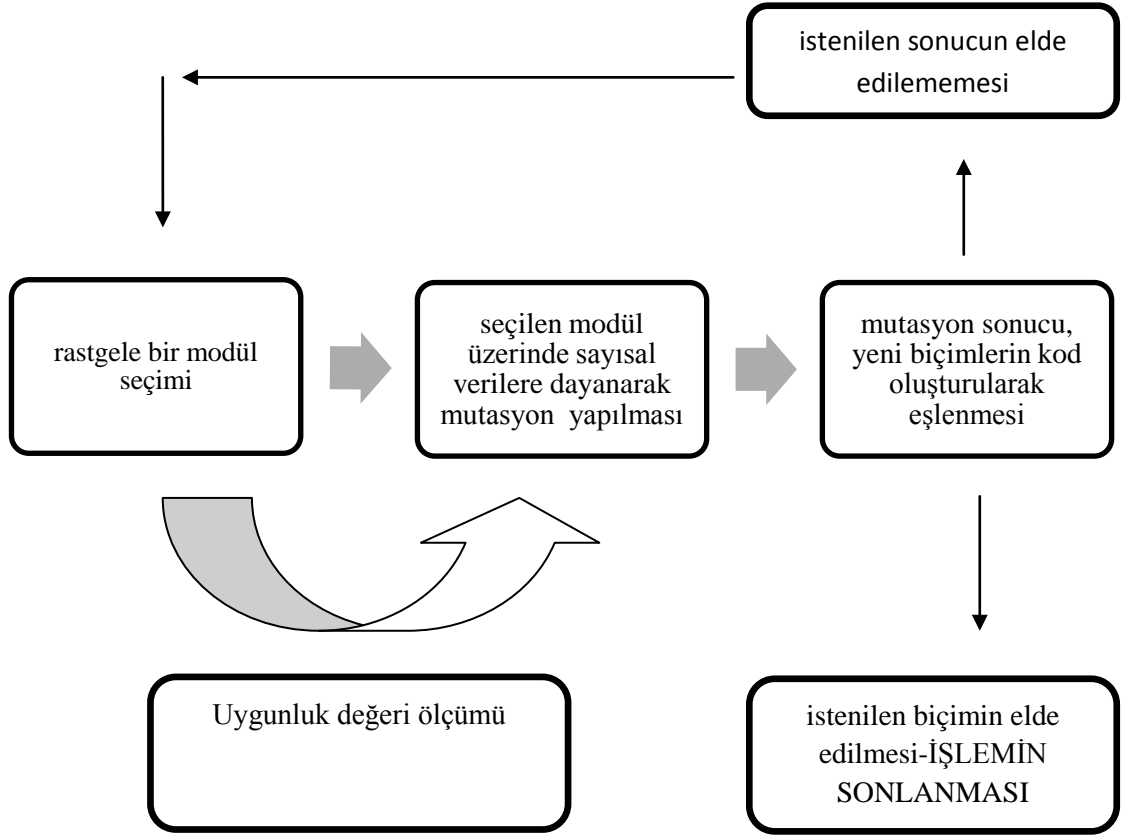 istenilen sonucun elde
edilememesi
rastgele bir modül
seçimi
seçilen modül
üzerinde sayısal
verilere dayanarak
mutasyon yapılması
mutasyon sonucu,
yeni biçimlerin kod
oluşturularak
eşlenmesi
Uygunluk değeri ölçümü
istenilen biçimin elde
edilmesi-İŞLEMİN
SONLANMASI